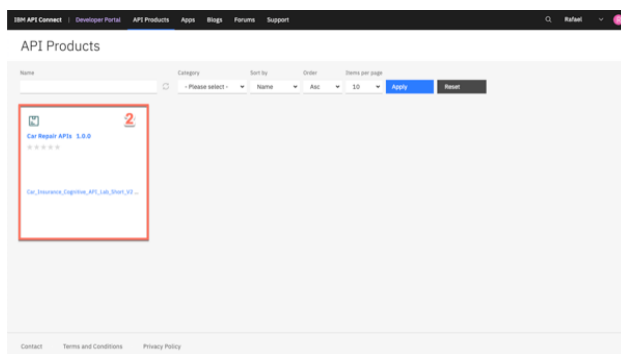 IBM API Connect | Developer Portal API Products Apps Blogs Forums Support Rafael
API Products
Name Category Sort by Order Items per page
- Please select - Name Asc 10 Apply Reset
2
Car Repair APIs 1.0.0
Car_Insurance_Cognitive_API_Lab_Short_V2 ...
Contact Terms and Conditions Privacy Policy